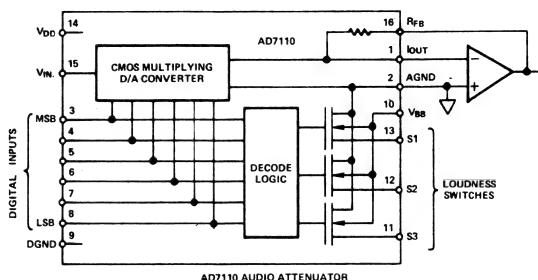 16 RFB
14
VDD
AD7110
1. IOUT
15
VIN.
CMOS MULTIPLYING
D/A CONVERTER
2 AGND
10 VBB
DIGITAL INPUTS
MSB 3
4
5
6
7
LSB 8
DGND 9
DECODE
LOGIC
13 S1
12 S2
11 S3
LOUDNESS
SWITCHES
AD7110 AUDIO ATTENUATOR